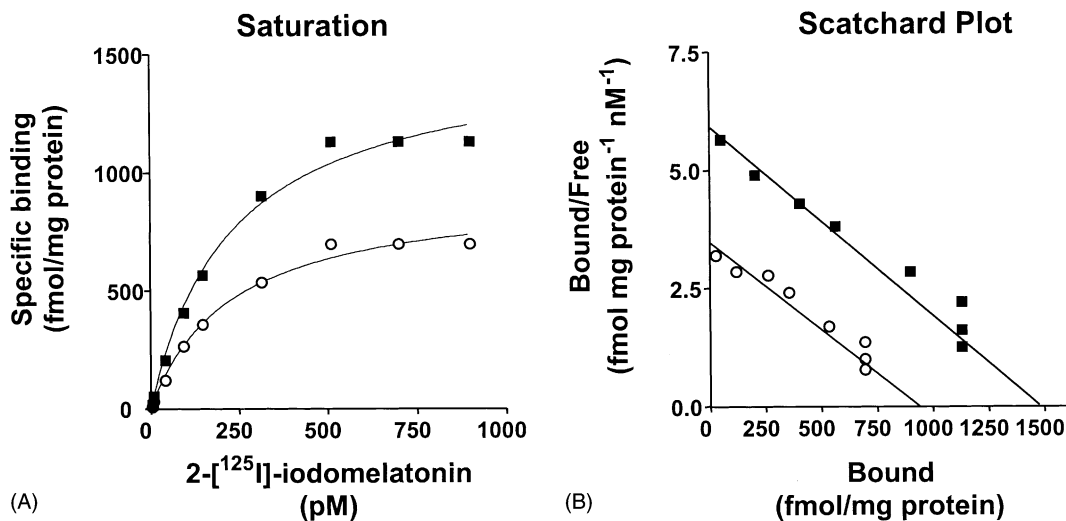 Saturation
1500
1000
500
0
Specific binding
(fmol/mg protein)
0 250 500 750 1000
2-[¹²⁵I]-iodomelatonin
(pM)
(A)
Scatchard Plot
7.5
5.0
2.5
0.0
Bound/Free
(fmol mg protein⁻¹ nM⁻¹)
0 250 500 750 1000 1250 1500
Bound
(fmol/mg protein)
(B)